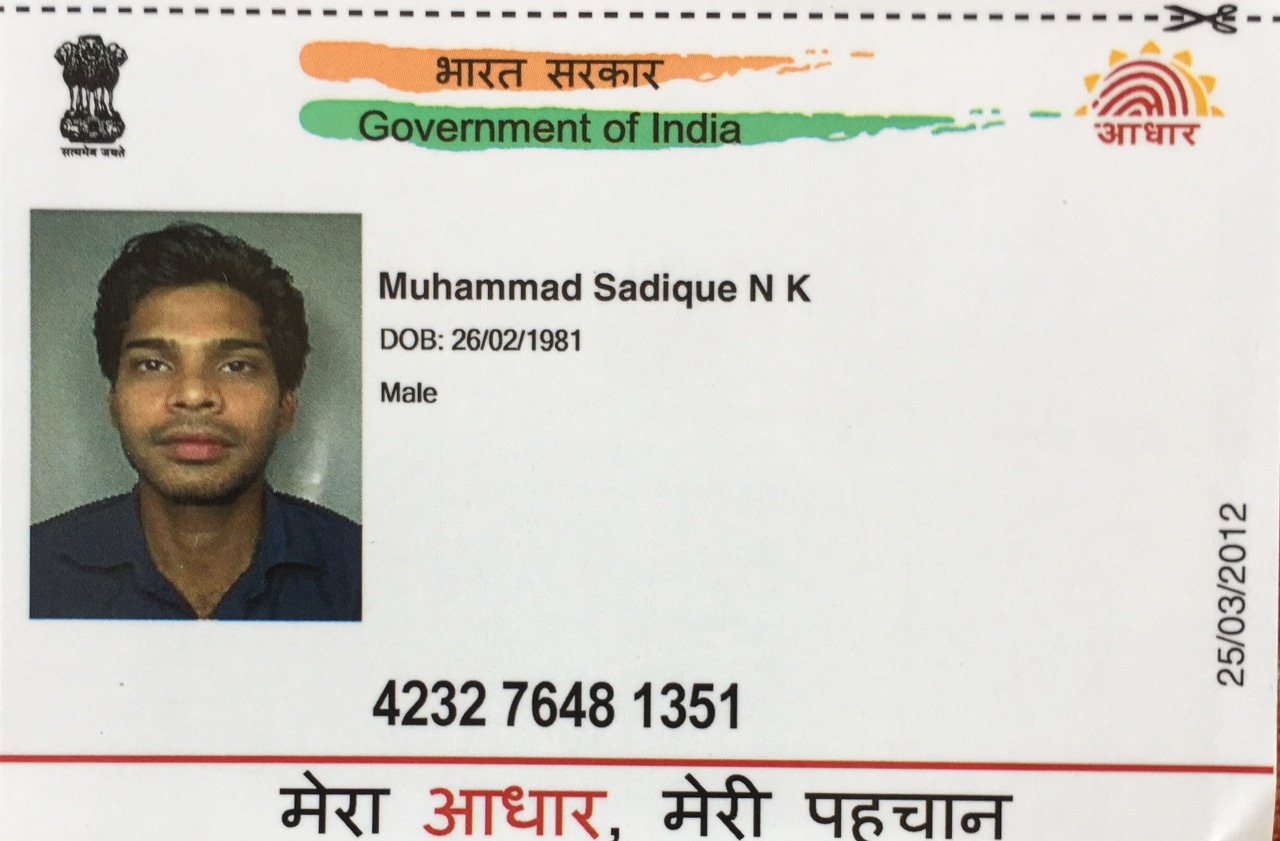 भारत सरकार
Government of India
सत्यमेव जयते
आधार
Muhammad Sadique N K
DOB: 26/02/1981
Male
25/03/2012
4232 7648 1351
मेरा आधार, मेरी पहचान